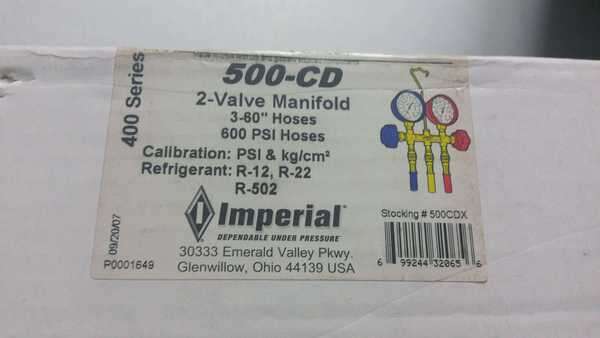 500-CD
400 Series
2-Valve Manifold
3-60" Hoses
600 PSI Hoses
Calibration: PSI & kg/cm²
Refrigerant: R-12, R-22
R-502
Imperial
DEPENDABLE UNDER PRESSURE
30333 Emerald Valley Pkwy.
Glenwillow, Ohio 44139 USA
Stocking # 500CDX
6 99244 32065 6
09/20/07
P0001649